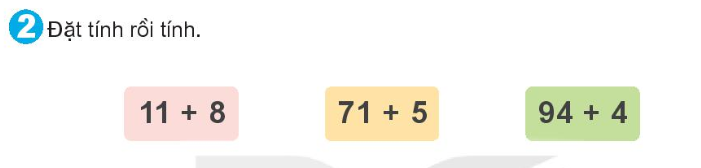 2 Đặt tính rồi tính.
11 + 8 71 + 5 94 + 4